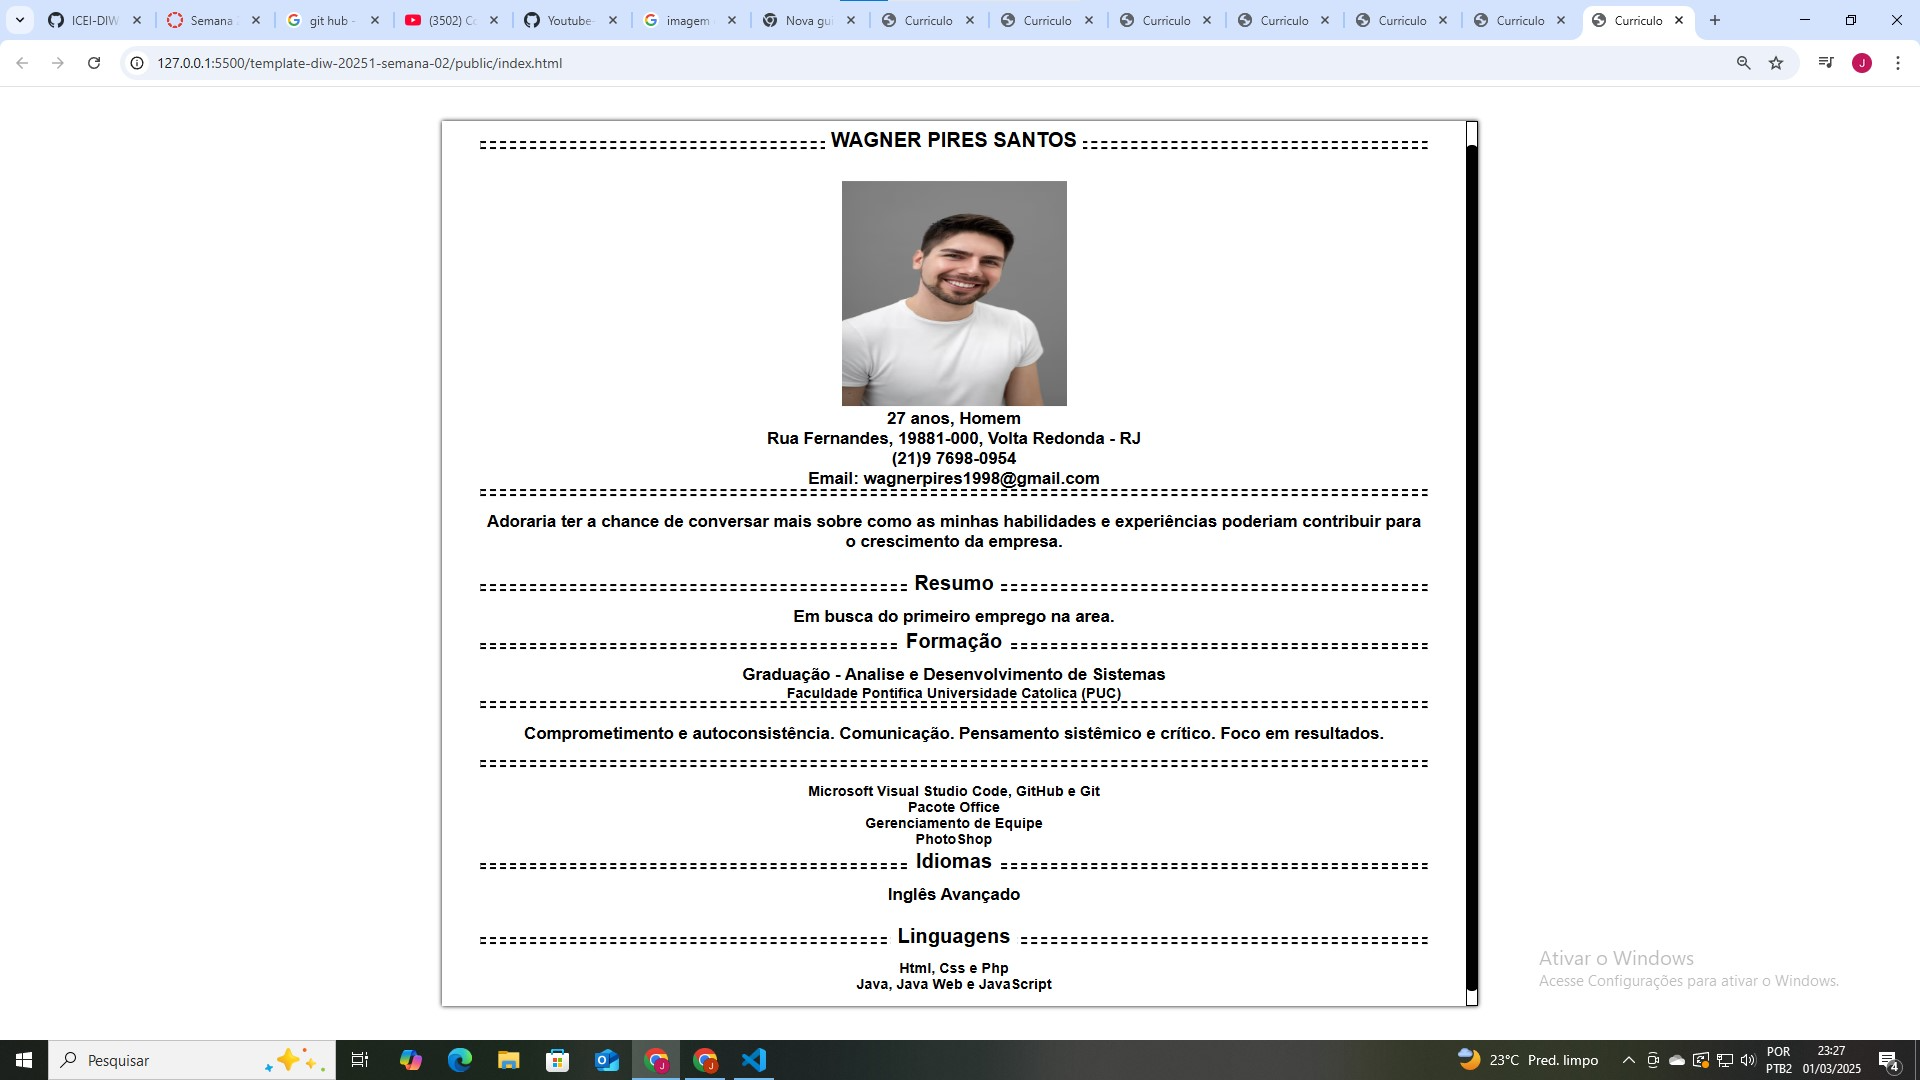 ICEI-DIW
Semana
git hub -
(3502) Co
Youtube-
imagem
Nova gui
Curriculo
Curriculo
Curriculo
Curriculo
Curriculo
Curriculo
Curriculo
127.0.0.1:5500/template-diw-20251-semana-02/public/index.html
J
WAGNER PIRES SANTOS
27 anos, Homem
Rua Fernandes, 19881-000, Volta Redonda - RJ
(21)9 7698-0954
Email: wagnerpires1998@gmail.com
Adoraria ter a chance de conversar mais sobre como as minhas habilidades e experiências poderiam contribuir para
o crescimento da empresa.
Resumo
Em busca do primeiro emprego na area.
Formação
Graduação - Analise e Desenvolvimento de Sistemas
Faculdade Pontifica Universidade Catolica (PUC)
Comprometimento e autoconsistência. Comunicação. Pensamento sistêmico e crítico. Foco em resultados.
Microsoft Visual Studio Code, GitHub e Git
Pacote Office
Gerenciamento de Equipe
PhotoShop
Idiomas
Inglês Avançado
Linguagens
Html, Css e Php
Java, Java Web e JavaScript
Ativar o Windows
Acesse Configurações para ativar o Windows.
Pesquisar
23°C Pred. limpo
POR
PTB2
23:27
01/03/2025
4